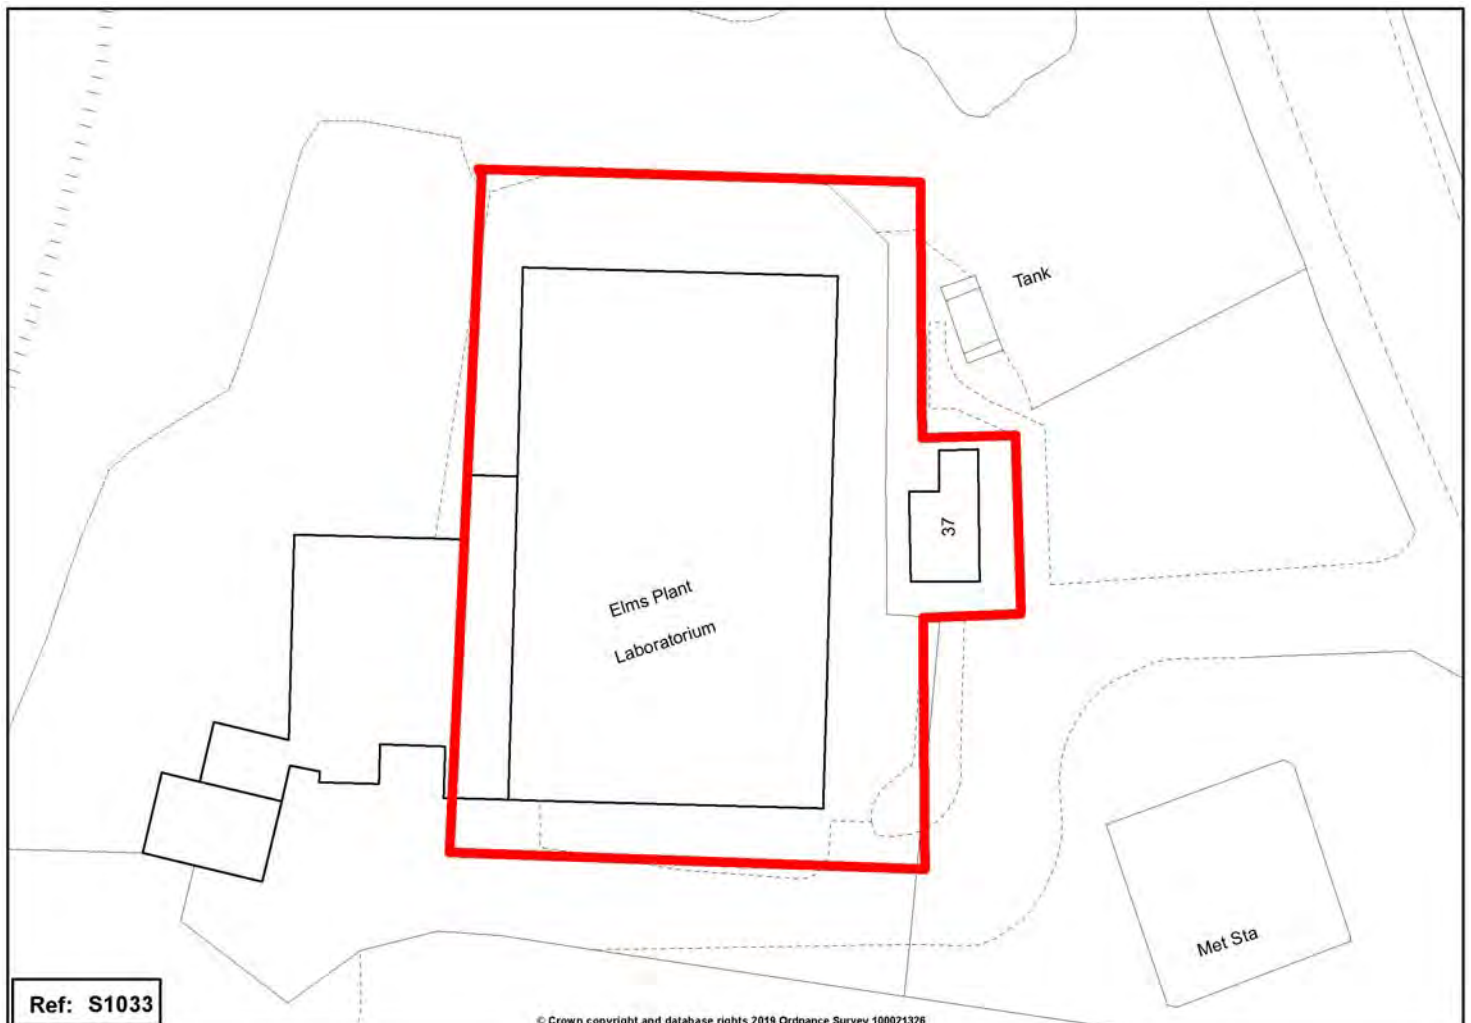 Tank
37
Elms Plant
Laboratorium
Met Sta
Ref: S1033
© Crown copyright and database rights 2019 Ordnance Survey 100021326